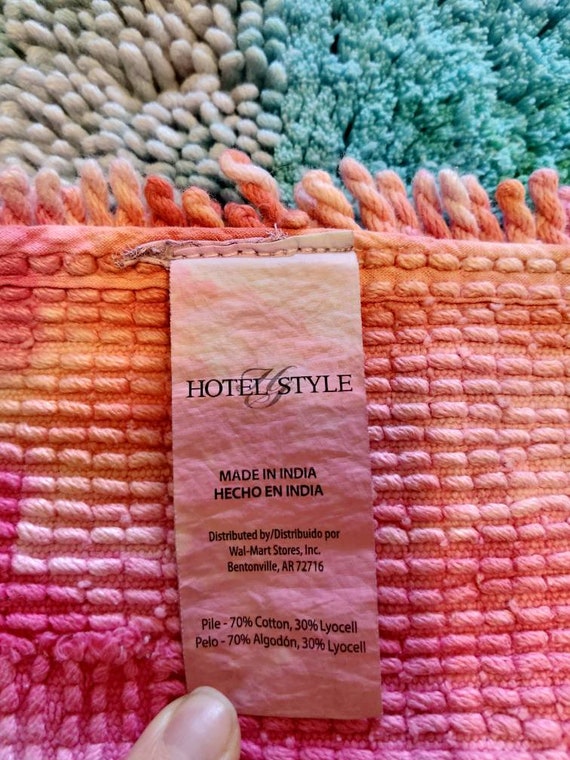 HOTEL STYLE
MADE IN INDIA
HECHO EN INDIA
Distributed by/Distribuido por
Wal-Mart Stores, Inc.
Bentonville, AR 72716
Pile - 70% Cotton, 30% Lyocell
Pelo - 70% Algodón, 30% Lyocell